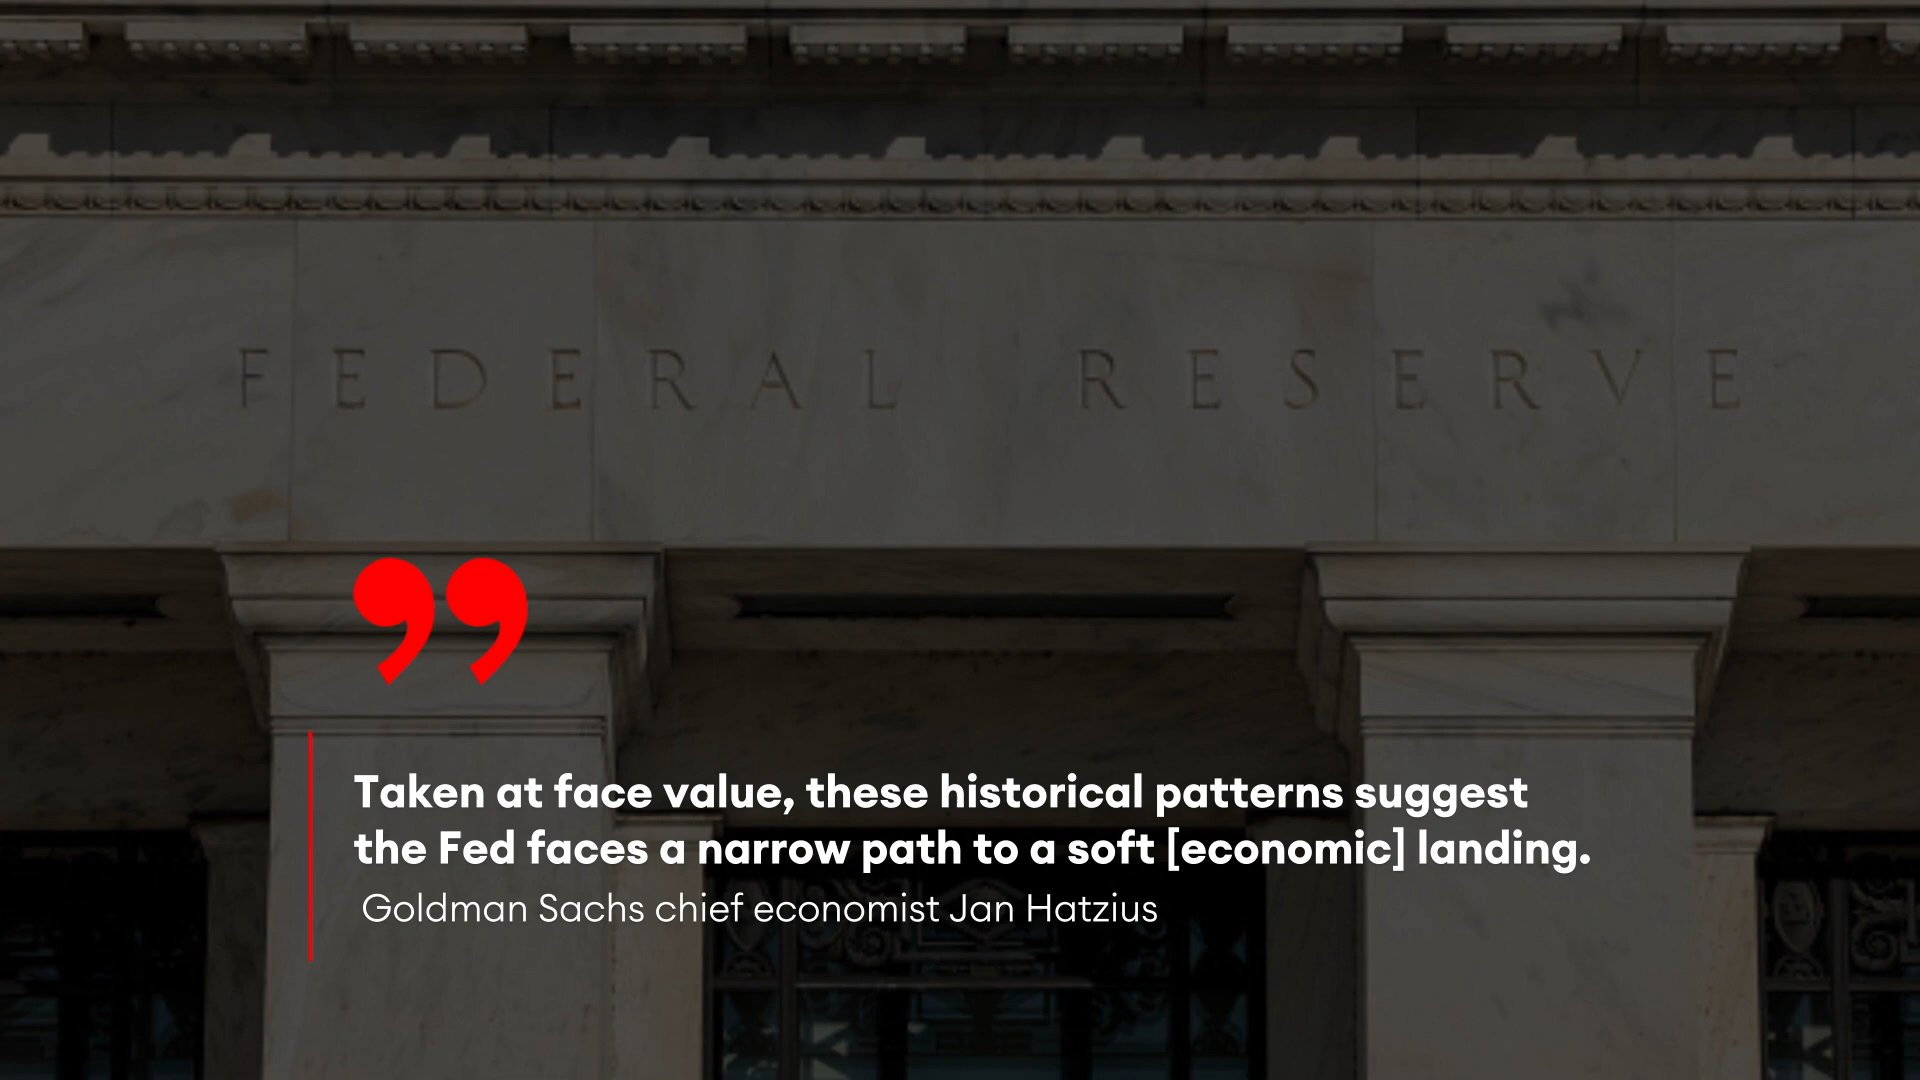 FEDERAL RESERVE
”
Taken at face value, these historical patterns suggest
the Fed faces a narrow path to a soft [economic] landing.
Goldman Sachs chief economist Jan Hatzius